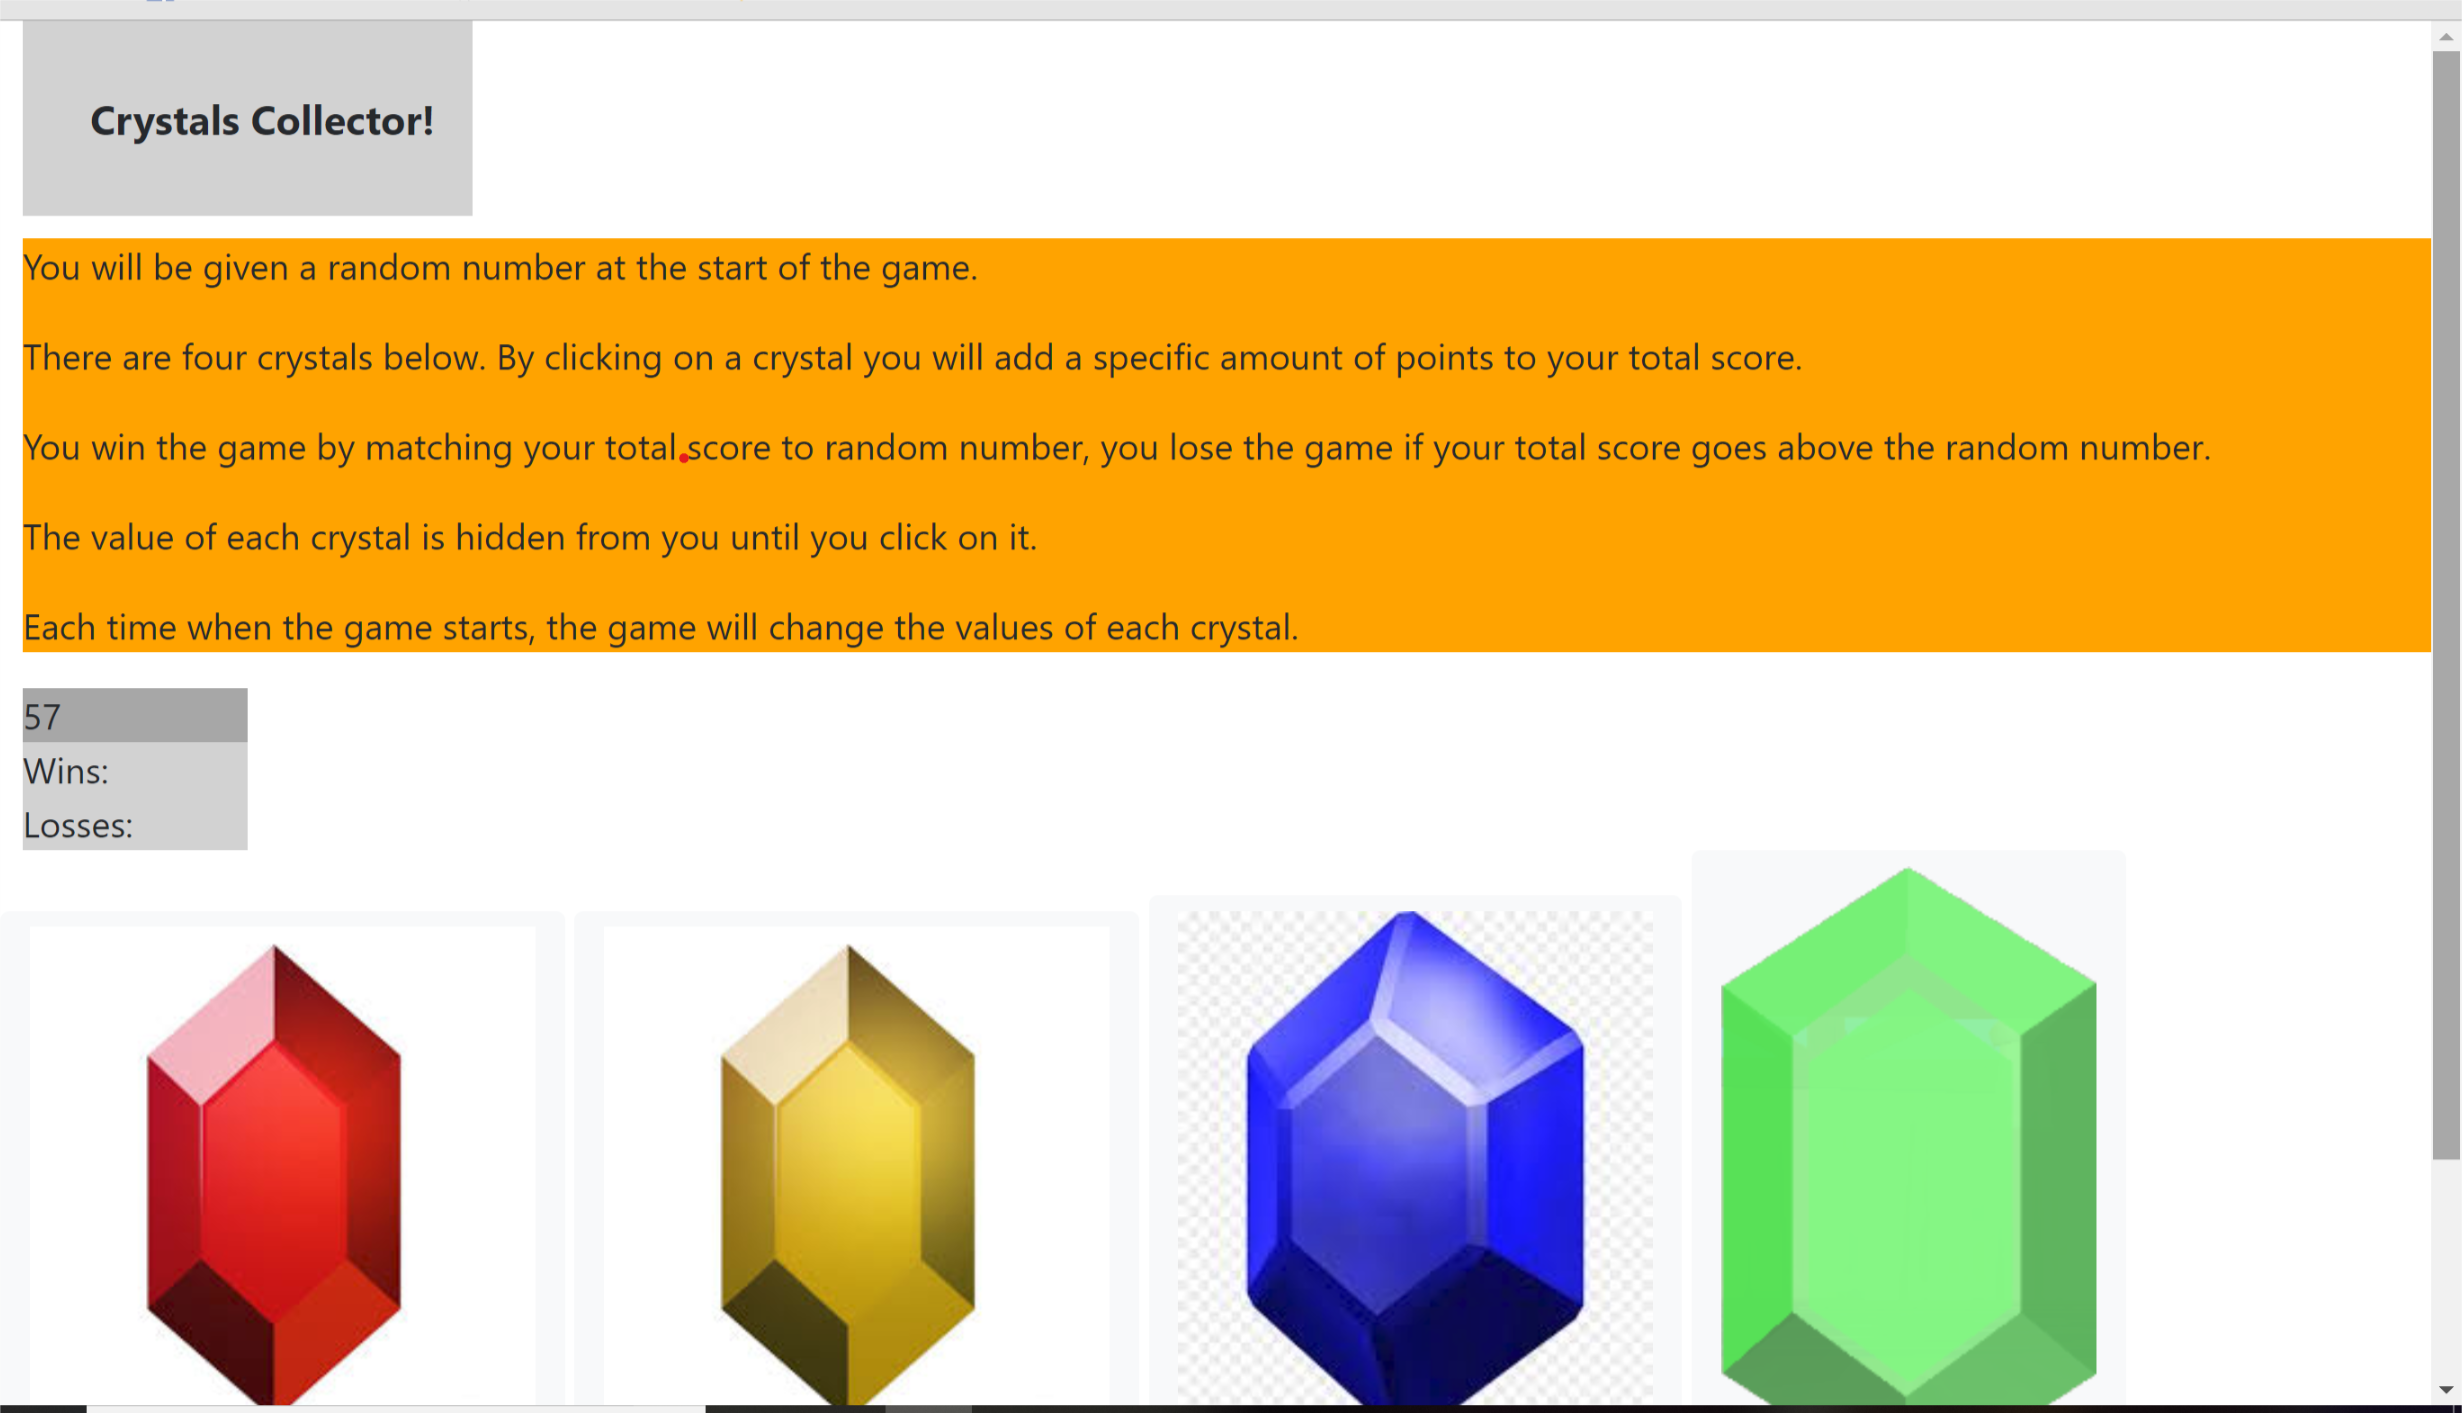 Crystals Collector!
You will be given a random number at the start of the game.
There are four crystals below. By clicking on a crystal you will add a specific amount of points to your total score.
You win the game by matching your total score to random number, you lose the game if your total score goes above the random number.
The value of each crystal is hidden from you until you click on it.
Each time when the game starts, the game will change the values of each crystal.
57
Wins:
Losses: